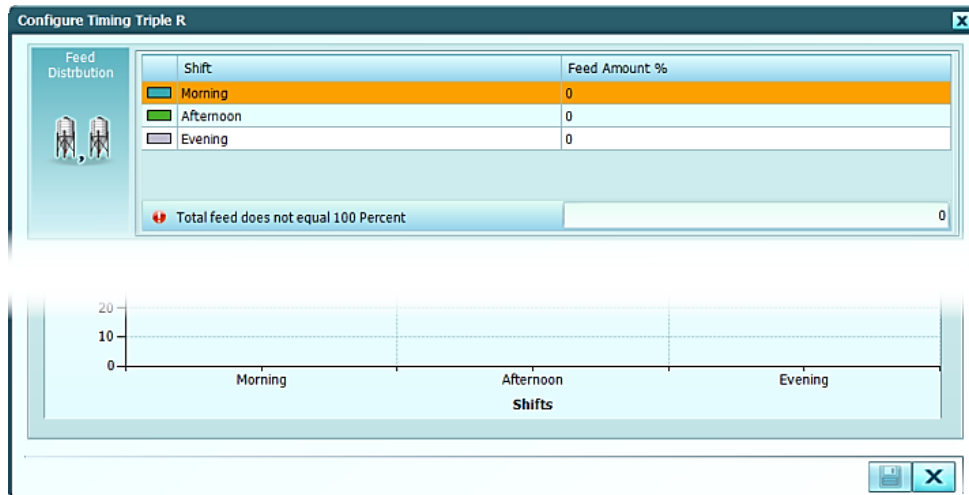 Configure Timing Triple R
Feed
Distrbution
Shift Feed Amount %
Morning 0
Afternoon 0
Evening 0
Total feed does not equal 100 Percent 0
20
10
0
Morning Afternoon Evening
Shifts